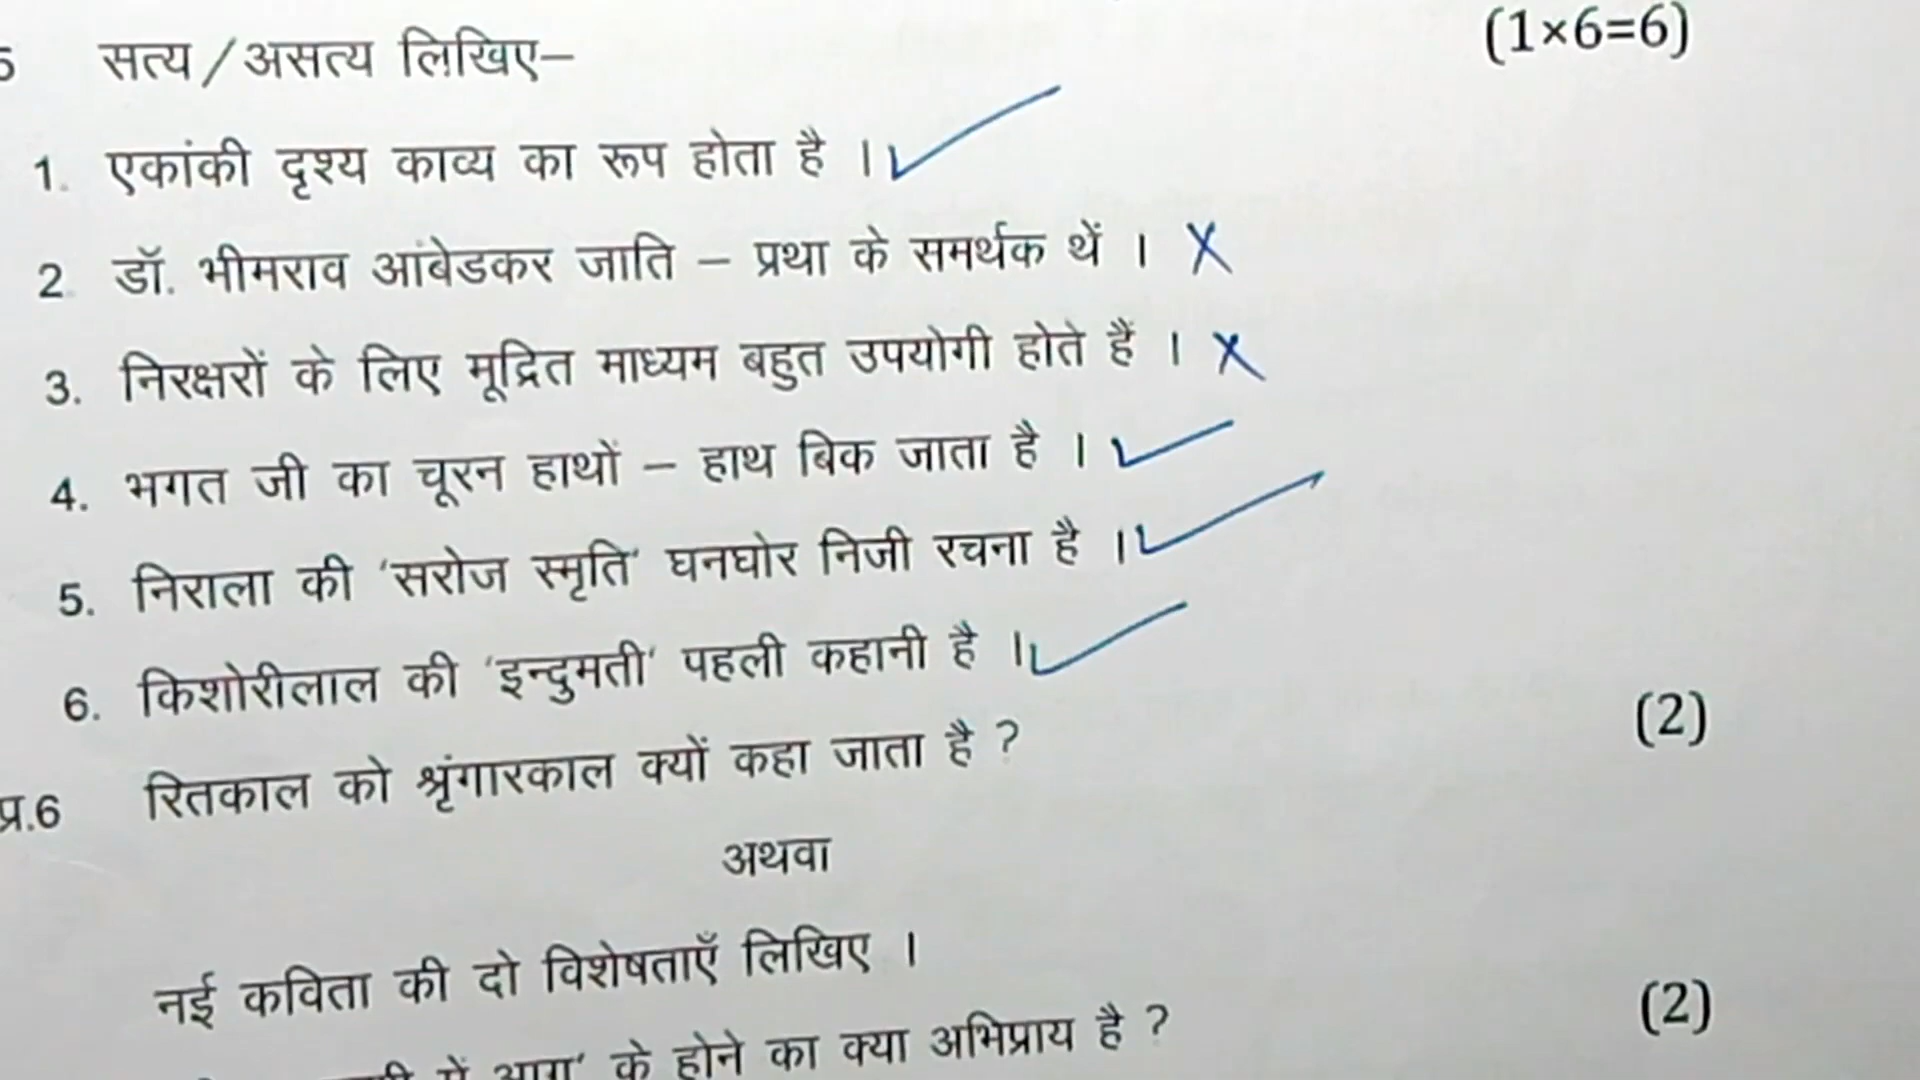 5 सत्य / असत्य लिखिए– (1×6=6)
1. एकांकी दृश्य काव्य का रूप होता है ।
2. डॉ. भीमराव आंबेडकर जाति – प्रथा के समर्थक थें ।
3. निरक्षरों के लिए मूद्रित माध्यम बहुत उपयोगी होते हैं ।
4. भगत जी का चूरन हाथों – हाथ बिक जाता है ।
5. निराला की 'सरोज स्मृति' घनघोर निजी रचना है ।
6. किशोरीलाल की 'इन्दुमती' पहली कहानी है ।
प्र.6 रितकाल को श्रृंगारकाल क्यों कहा जाता है ? (2)
अथवा
नई कविता की दो विशेषताएँ लिखिए ।
में आग' के होने का क्या अभिप्राय है ? (2)